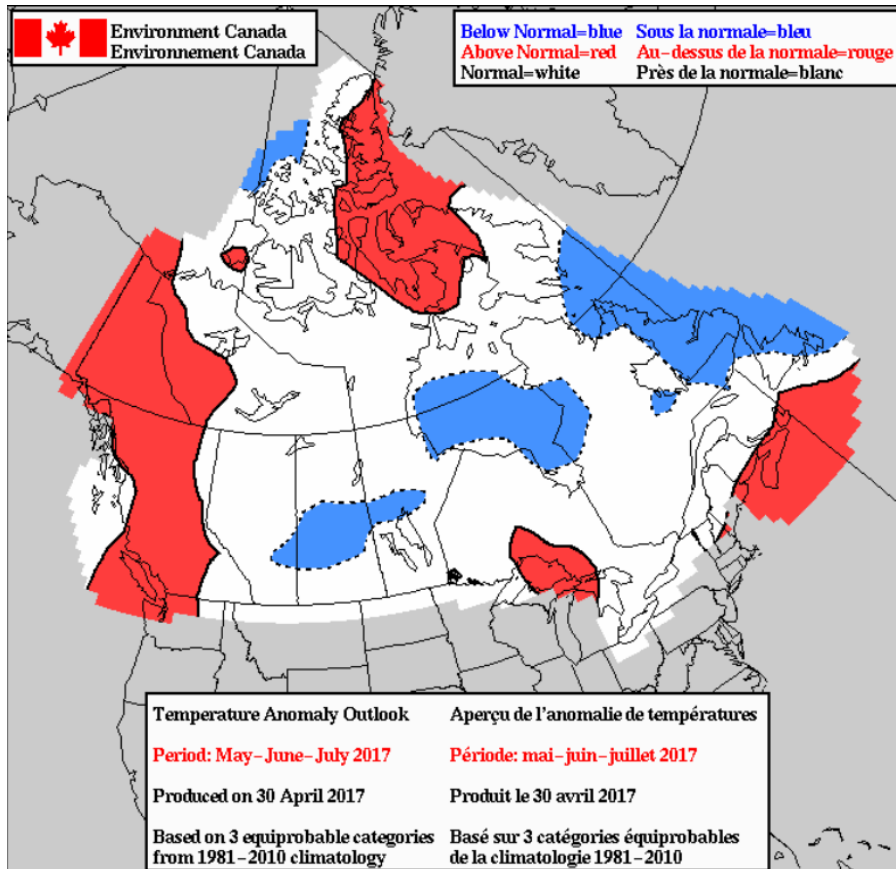 Environment Canada
Environnement Canada
Below Normal=blue Sous la normale=bleu
Above Normal=red Au-dessus de la normale=rouge
Normal=white Près de la normale=blanc
Temperature Anomaly Outlook Aperçu de l'anomalie de températures
Period: May-June-July 2017 Période: mai-juin-juillet 2017
Produced on 30 April 2017 Produit le 30 avril 2017
Based on 3 equiprobable categories Basé sur 3 catégories équiprobables
from 1981-2010 climatology de la climatologie 1981-2010